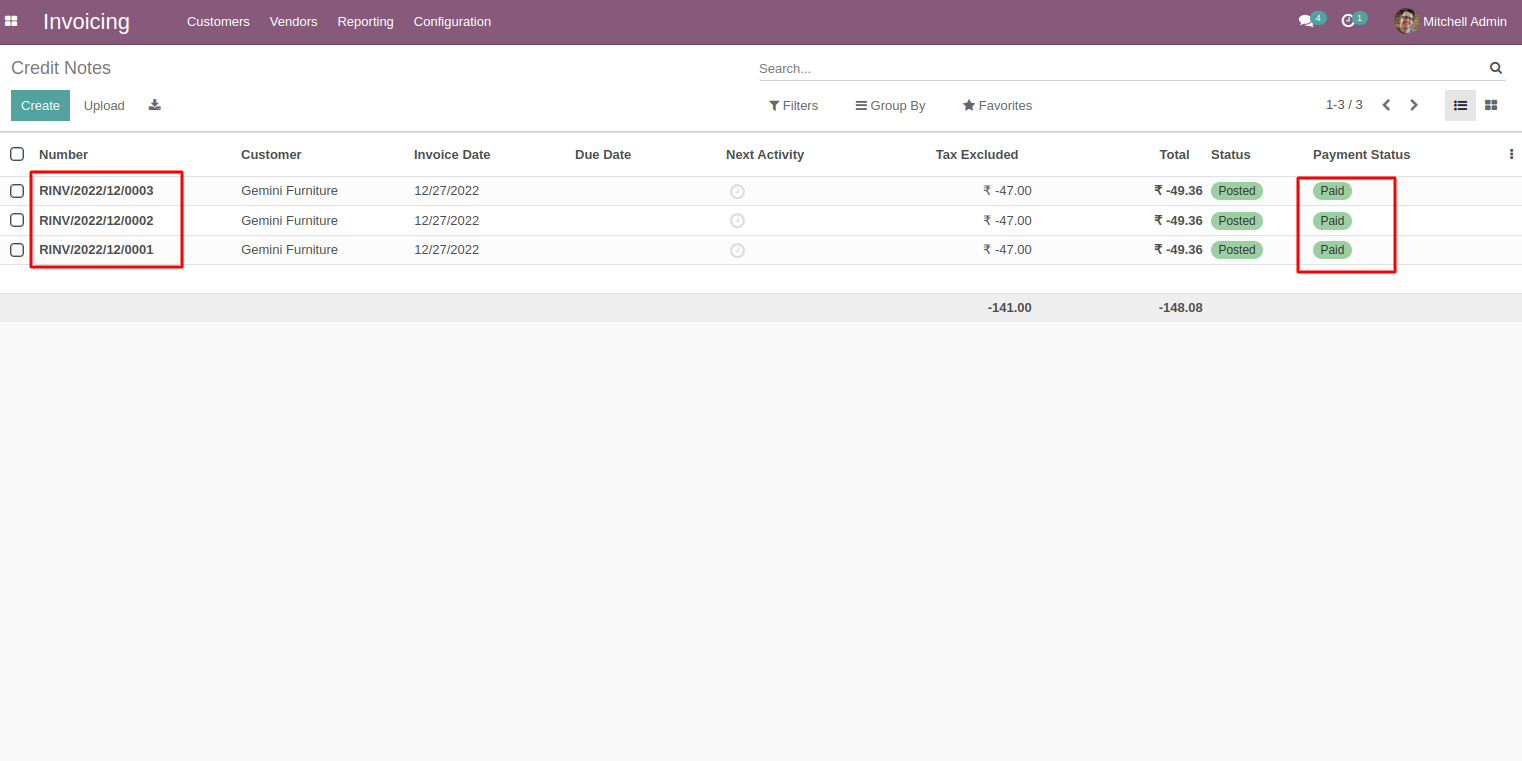 Invoicing Customers Vendors Reporting Configuration 4 1 Mitchell Admin
Credit Notes Search...
Create Upload Filters Group By Favorites 1-3 / 3
Number Customer Invoice Date Due Date Next Activity Tax Excluded Total Status Payment Status
RINV/2022/12/0003 Gemini Furniture 12/27/2022 ₹ -47.00 ₹ -49.36 Posted Paid
RINV/2022/12/0002 Gemini Furniture 12/27/2022 ₹ -47.00 ₹ -49.36 Posted Paid
RINV/2022/12/0001 Gemini Furniture 12/27/2022 ₹ -47.00 ₹ -49.36 Posted Paid
-141.00 -148.08